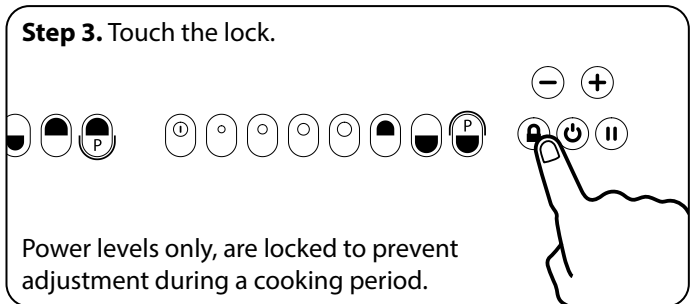 Step 3. Touch the lock.
P
P
Power levels only, are locked to prevent
adjustment during a cooking period.